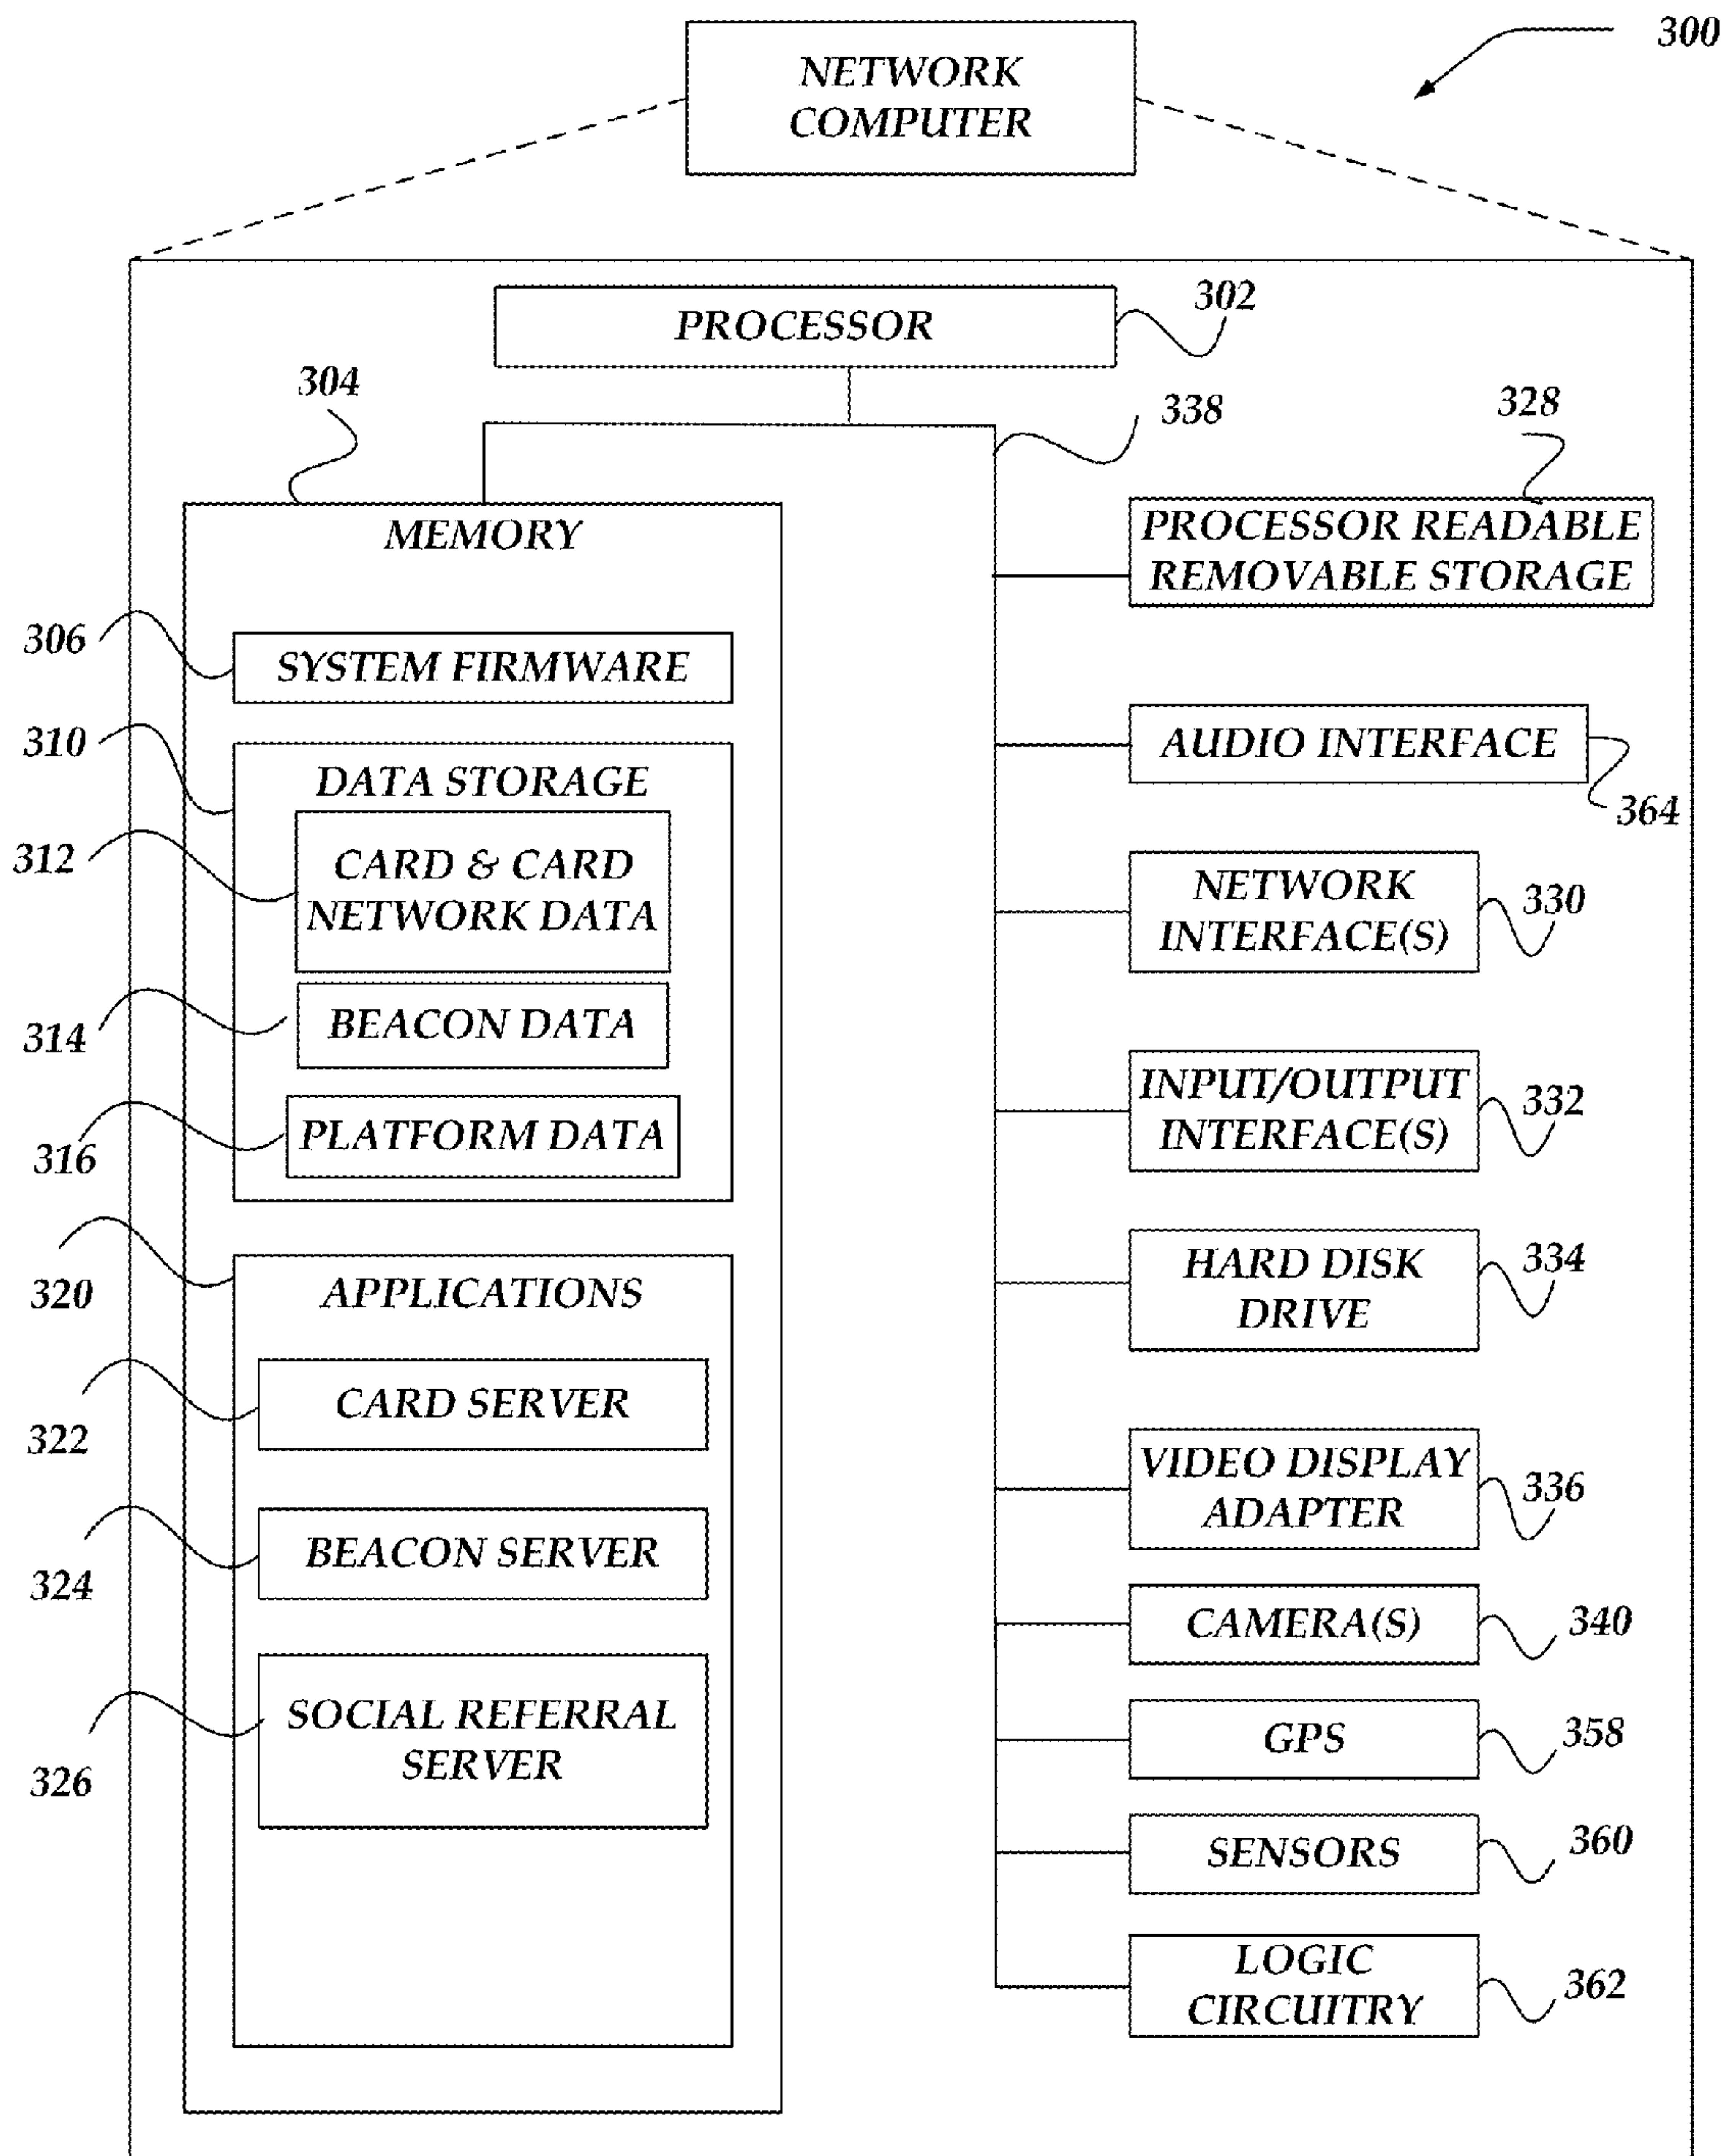 300
NETWORK
COMPUTER
PROCESSOR
302
304
338
328
MEMORY
306
SYSTEM FIRMWARE
310
DATA STORAGE
312
CARD & CARD
NETWORK DATA
314
BEACON DATA
316
PLATFORM DATA
320
APPLICATIONS
322
CARD SERVER
324
BEACON SERVER
326
SOCIAL REFERRAL
SERVER
PROCESSOR READABLE
REMOVABLE STORAGE
AUDIO INTERFACE
364
NETWORK
INTERFACE(S)
330
INPUT/OUTPUT
INTERFACE(S)
332
HARD DISK
DRIVE
334
VIDEO DISPLAY
ADAPTER
336
CAMERA(S)
340
GPS
358
SENSORS
360
LOGIC
CIRCUITRY
362